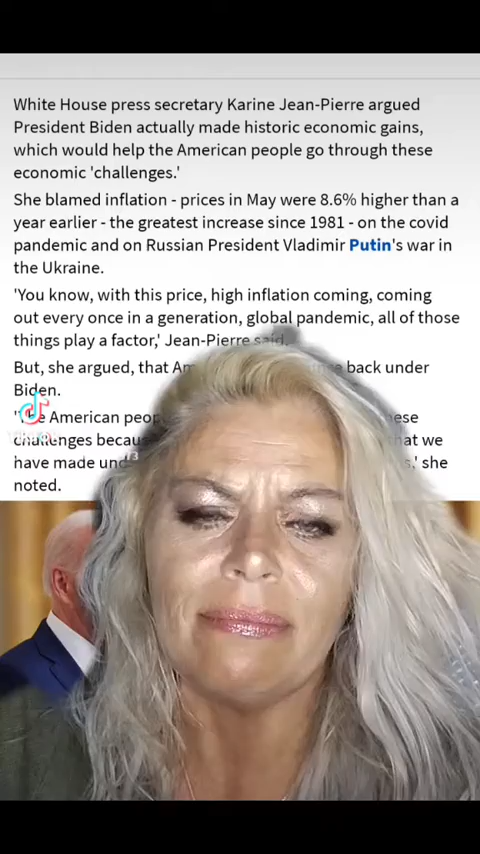 White House press secretary Karine Jean-Pierre argued
President Biden actually made historic economic gains,
which would help the American people go through these
economic 'challenges.'
She blamed inflation - prices in May were 8.6% higher than a
year earlier - the greatest increase since 1981 - on the covid
pandemic and on Russian President Vladimir Putin's war in
the Ukraine.
'You know, with this price, high inflation coming, coming
out every once in a generation, global pandemic, all of those
things play a factor,' Jean-Pierre said.
But, she argued, that back under
Biden.
American
challenges that we
have made she
noted.